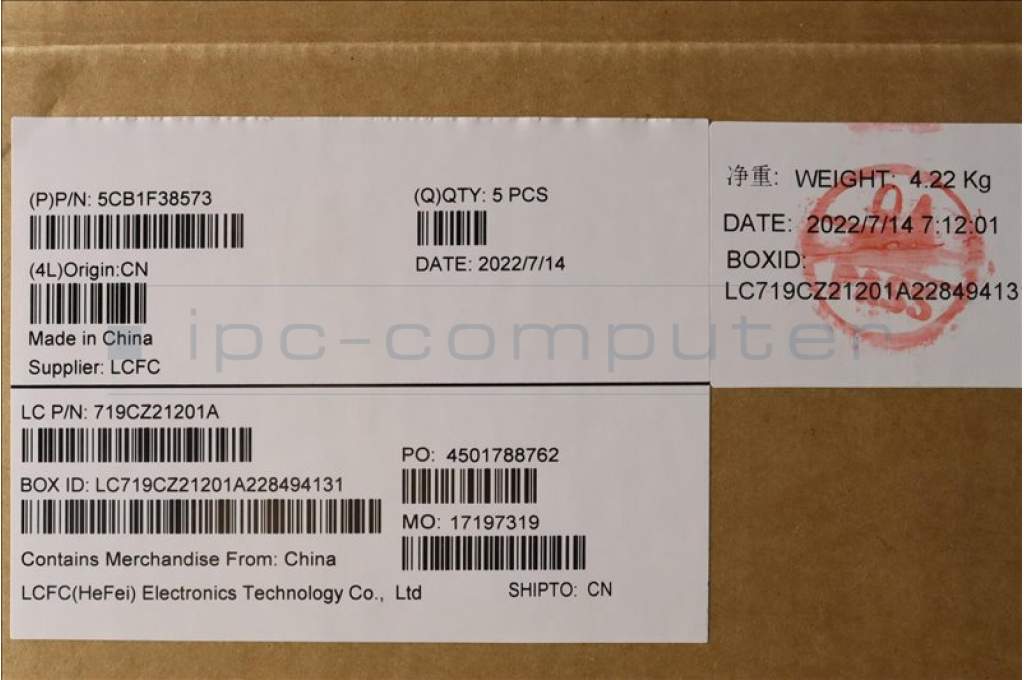 (P)P/N: 5CB1F38573
(Q)QTY: 5 PCS
(4L)Origin:CN
DATE: 2022/7/14
Made in China
Supplier: LCFC
LC P/N: 719CZ21201A
PO: 4501788762
BOX ID: LC719CZ21201A228494131
MO: 17197319
Contains Merchandise From: China
LCFC(HeFei) Electronics Technology Co., Ltd
SHIPTO: CN
净重: WEIGHT: 4.22 Kg
DATE: 2022/7/14 7:12:01
BOXID:
LC719CZ21201A22849413
QA
ipc-computer